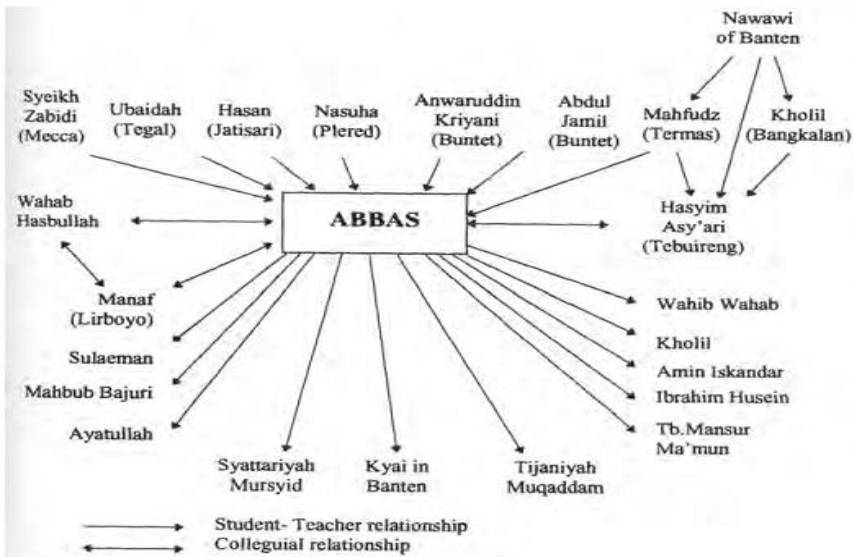 Nawawi
of Banten
Syeikh
Zabidi
(Mecca)
Ubaidah
(Tegal)
Hasan
(Jatisari)
Nasuha
(Plered)
Anwaruddin
Kriyani
(Buntet)
Abdul
Jamil
(Buntet)
Mahfudz
(Termas)
Kholil
(Bangkalan)
Wahab
Hasbullah
ABBAS
Hasyim
Asy'ari
(Tebuireng)
Manaf
(Lirboyo)
Sulaeman
Mahbub Bajuri
Ayatullah
Wahib Wahab
Kholil
Amin Iskandar
Ibrahim Husein
Tb.Mansur
Ma'mun
Syattariyah
Mursyid
Kyai in
Banten
Tijaniyah
Muqaddam
Student- Teacher relationship
Colleguial relationship